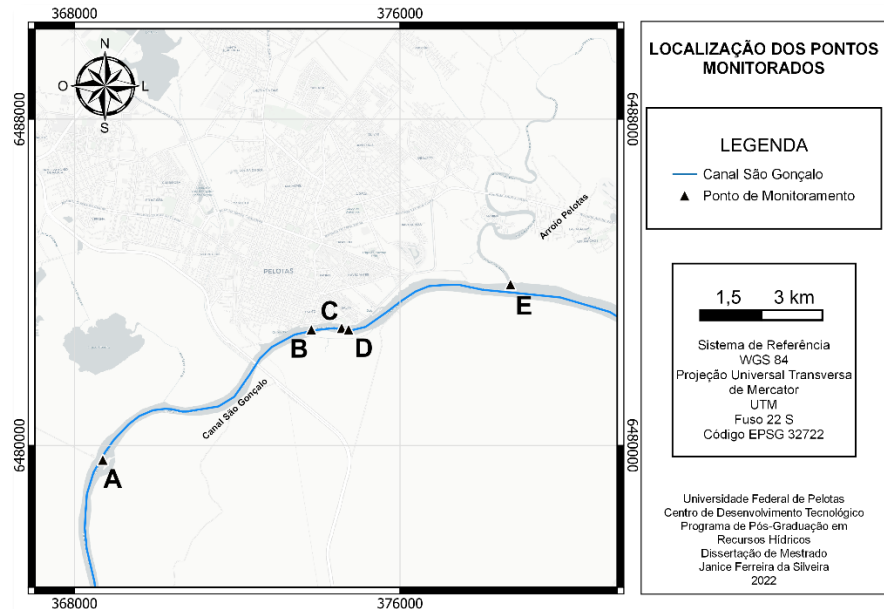 368000
376000
N
O
L
S
6488000
6488000
Arroio Pelotas
PELOTAS
B
C
D
E
Canal São Gonçalo
6480000
6480000
A
368000
376000
LOCALIZAÇÃO DOS PONTOS
MONITORADOS
LEGENDA
Canal São Gonçalo
Ponto de Monitoramento
1,5 3 km
Sistema de Referência
WGS 84
Projeção Universal Transversa
de Mercator
UTM
Fuso 22 S
Código EPSG 32722
Universidade Federal de Pelotas
Centro de Desenvolvimento Tecnológico
Programa de Pós-Graduação em
Recursos Hídricos
Dissertação de Mestrado
Janice Ferreira da Silveira
2022